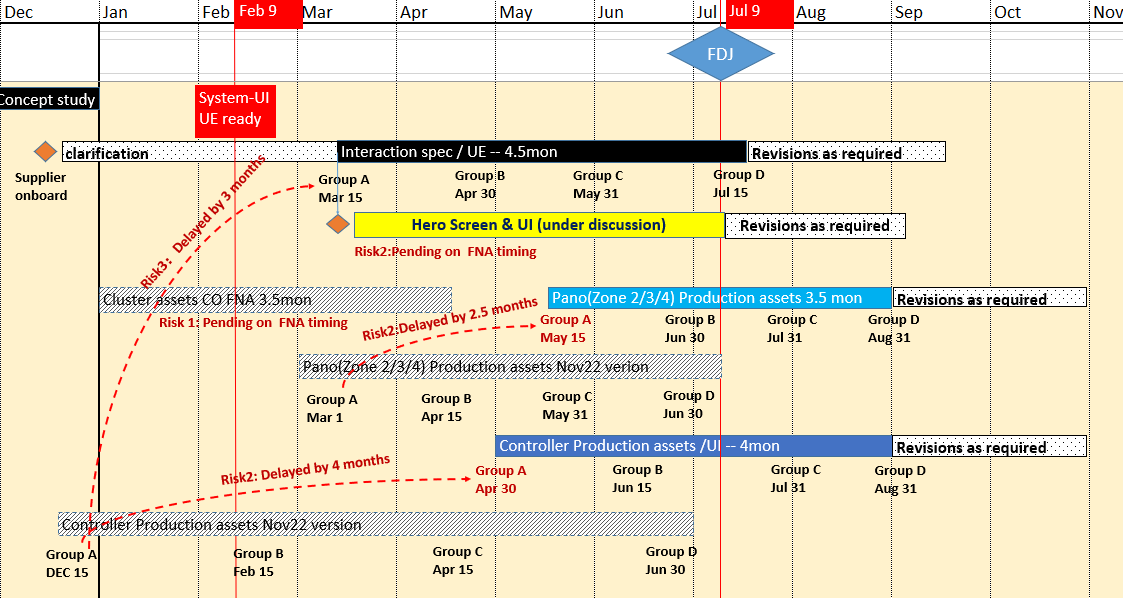 Dec Jan Feb Feb 9 Mar Apr May Jun Jul Jul 9 Aug Sep Oct Nov
FDJ
Concept study
System-UI
UE ready
clarification
Interaction spec / UE -- 4.5mon
Revisions as required
Supplier
onboard
Group A
Mar 15
Group B
Apr 30
Group C
May 31
Group D
Jul 15
Risk3: Delayed by 3 months
Hero Screen & UI (under discussion)
Revisions as required
Risk2:Pending on FNA timing
Cluster assets CO FNA 3.5mon
Risk 1: Pending on FNA timing
Pano(Zone 2/3/4) Production assets 3.5 mon
Revisions as required
Risk2:Delayed by 2.5 months
Group A
May 15
Group B
Jun 30
Group C
Jul 31
Group D
Aug 31
Pano(Zone 2/3/4) Production assets Nov22 verion
Group A
Mar 1
Group B
Apr 15
Group C
May 31
Group D
Jun 30
Controller Production assets /UI -- 4mon
Revisions as required
Risk2: Delayed by 4 months
Group A
Apr 30
Group B
Jun 15
Group C
Jul 31
Group D
Aug 31
Controller Production assets Nov22 version
Group A
DEC 15
Group B
Feb 15
Group C
Apr 15
Group D
Jun 30